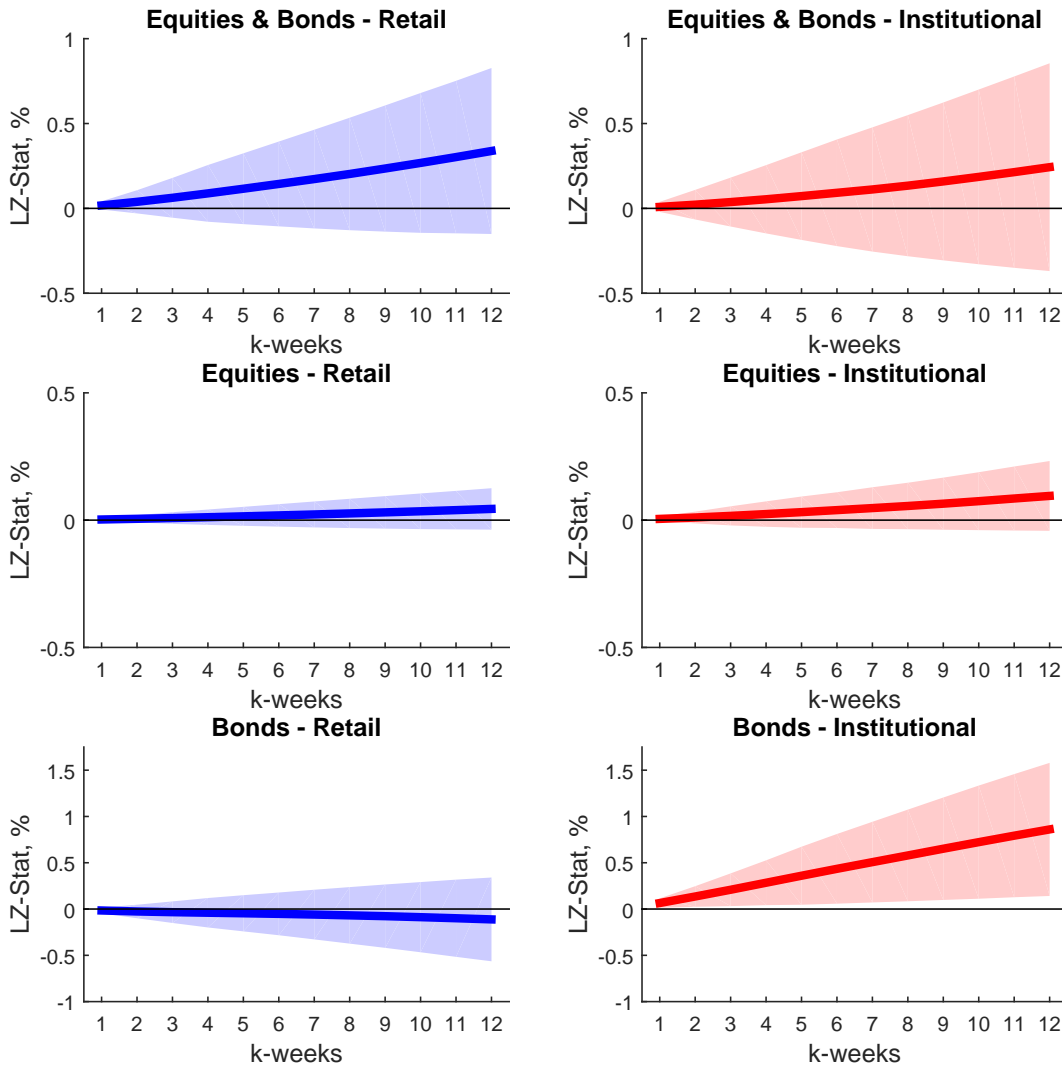 Equities & Bonds - Retail
1
0.5
0
-0.5
LZ-Stat, %
1 2 3 4 5 6 7 8 9 10 11 12
k-weeks
Equities & Bonds - Institutional
1
0.5
0
-0.5
LZ-Stat, %
1 2 3 4 5 6 7 8 9 10 11 12
k-weeks
Equities - Retail
0.5
0
-0.5
LZ-Stat, %
1 2 3 4 5 6 7 8 9 10 11 12
k-weeks
Equities - Institutional
0.5
0
-0.5
LZ-Stat, %
1 2 3 4 5 6 7 8 9 10 11 12
k-weeks
Bonds - Retail
1.5
1
0.5
0
-0.5
-1
LZ-Stat, %
1 2 3 4 5 6 7 8 9 10 11 12
k-weeks
Bonds - Institutional
1.5
1
0.5
0
-0.5
-1
LZ-Stat, %
1 2 3 4 5 6 7 8 9 10 11 12
k-weeks